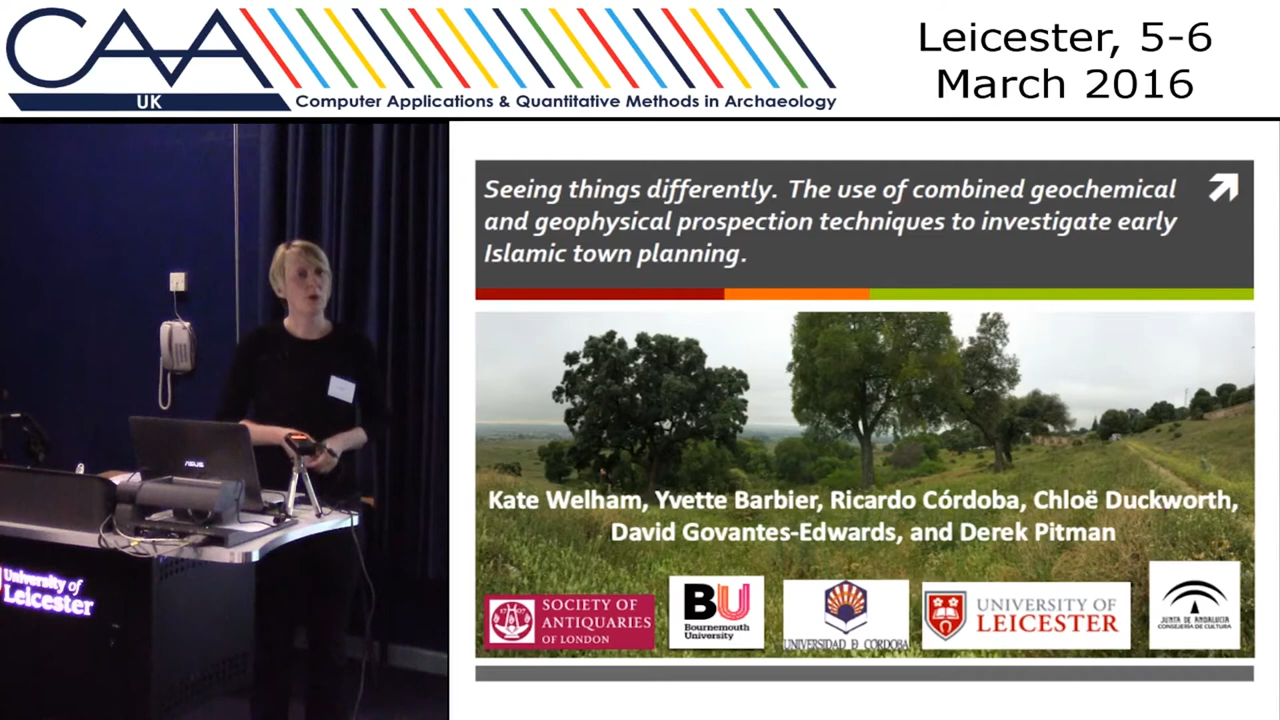 CAA
UK
Computer Applications & Quantitative Methods in Archaeology
Leicester, 5-6
March 2016
Seeing things differently. The use of combined geochemical
and geophysical prospection techniques to investigate early
Islamic town planning.
Kate Welham, Yvette Barbier, Ricardo Córdoba, Chloë Duckworth,
David Govantes-Edwards, and Derek Pitman
SOCIETY OF
ANTIQUARIES
OF LONDON
BU
Bournemouth
University
UNIVERSIDAD D CÓRDOBA
UNIVERSITY OF
LEICESTER
JUNTA DE ANDALUCIA
CONSEJERÍA DE CULTURA
ASUS
University of
Leicester